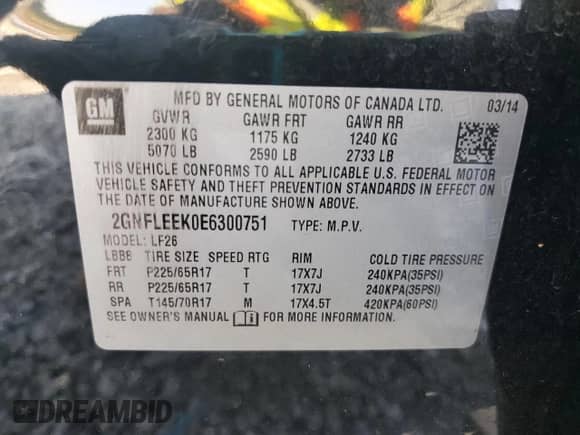 GM
MFD BY GENERAL MOTORS OF CANADA LTD. 03/14
GVWR GAWR FRT GAWR RR
2300 KG 1175 KG 1240 KG
5070 LB 2590 LB 2733 LB
THIS VEHICLE CONFORMS TO ALL APPLICABLE U.S. FEDERAL MOTOR
VEHICLE SAFETY AND THEFT PREVENTION STANDARDS IN EFFECT ON
THE DATE OF MANUFACTURE SHOWN ABOVE.
2GNFLEEK0E6300751 TYPE: M.P.V.
MODEL: LF26
LBBB TIRE SIZE SPEED RTG RIM COLD TIRE PRESSURE
FRT P225/65R17 T 17X7J 240KPA(35PSI)
RR P225/65R17 T 17X7J 240KPA(35PSI)
SPA T145/70R17 M 17X4.5T 420KPA(60PSI)
SEE OWNER'S MANUAL FOR MORE INFORMATION.
DREAMBID